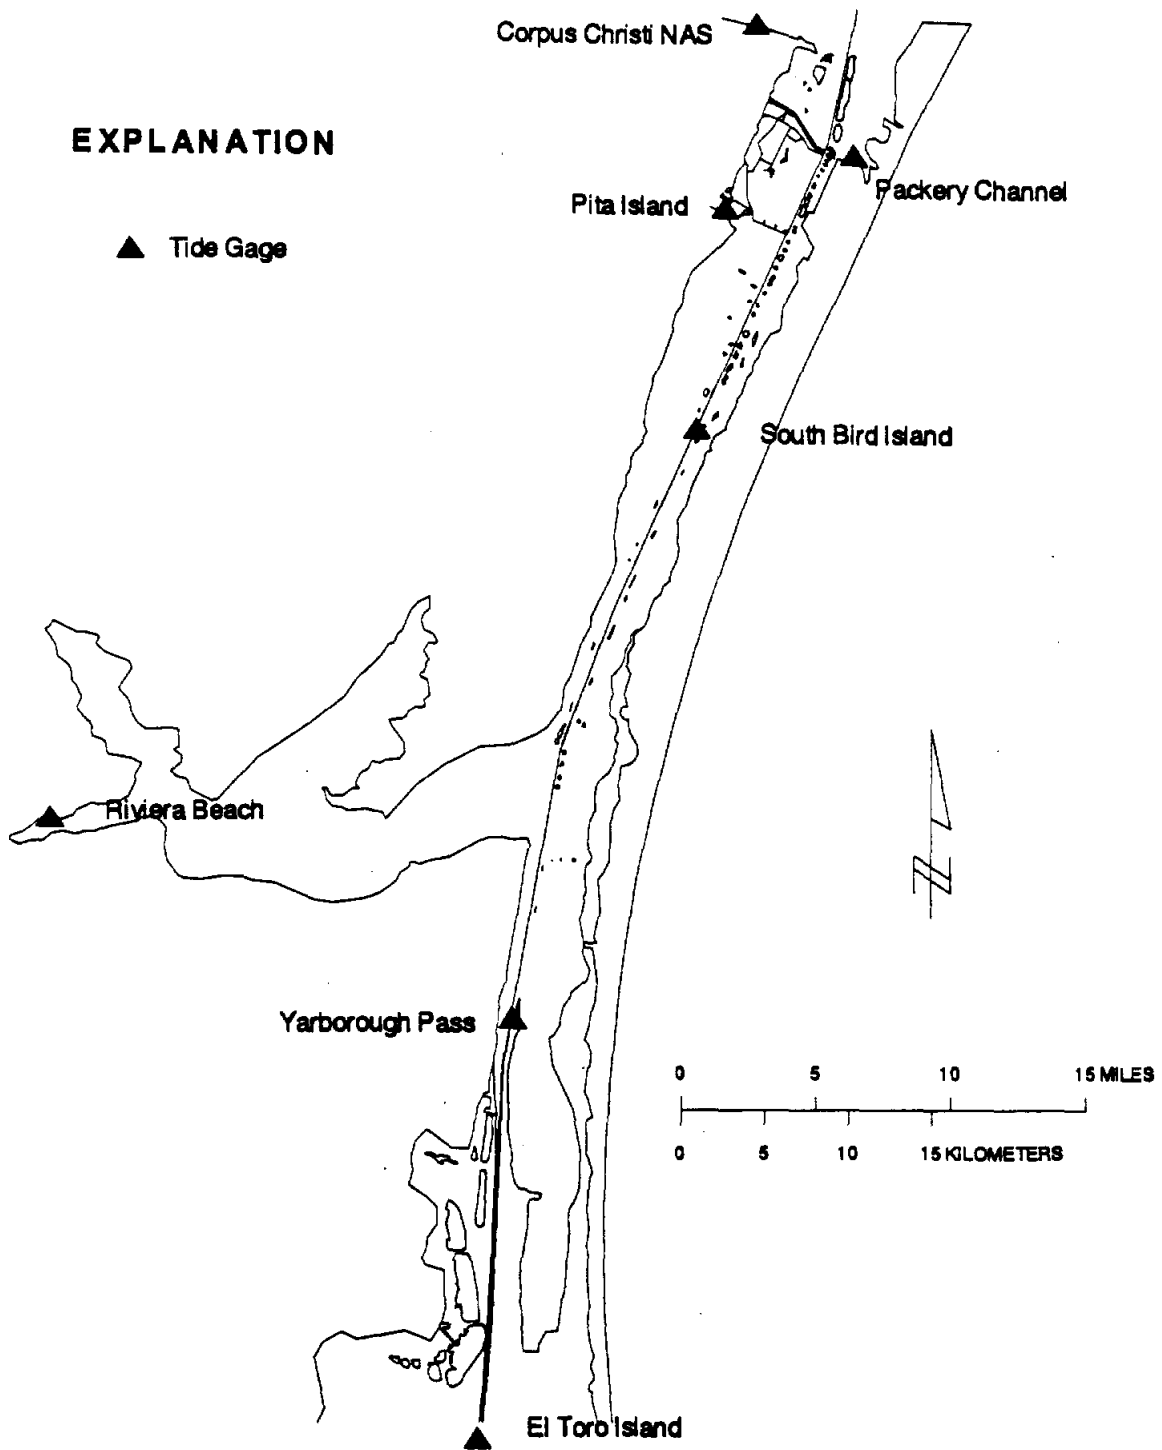 Corpus Christi NAS
EXPLANATION
Tide Gage
Packery Channel
Pita Island
South Bird Island
Riviera Beach
Yarborough Pass
0 5 10 15 MILES
0 5 10 15 KILOMETERS
El Toro Island
N